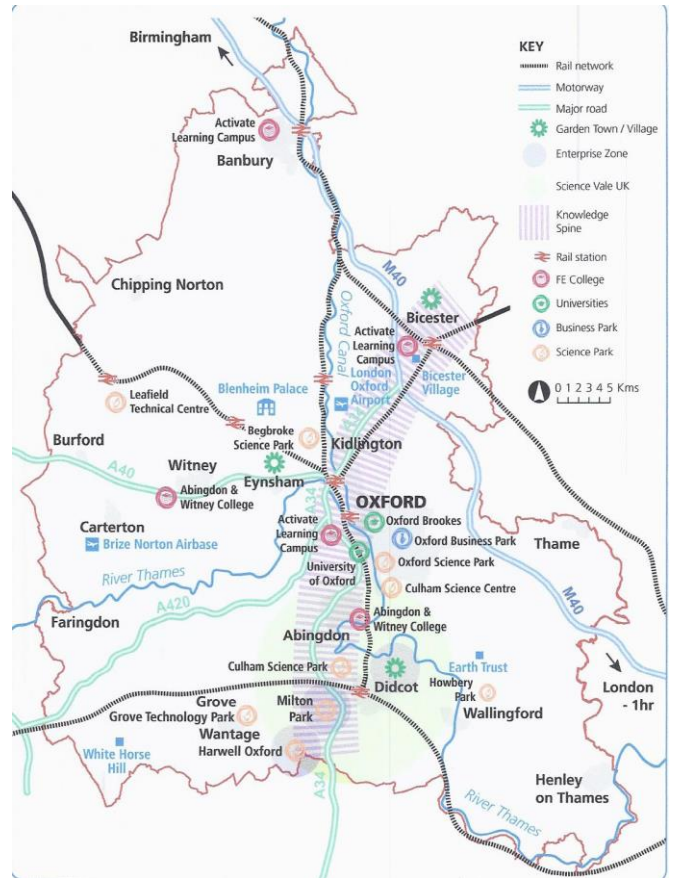 Birmingham
KEY
Rail network
Motorway
Major road
Garden Town / Village
Enterprise Zone
Science Vale UK
Knowledge
Spine
Rail station
FE College
Universities
Business Park
Science Park
0 1 2 3 4 5 Kms
Activate
Learning Campus
Banbury
M40
Chipping Norton
Oxford Canal
Bicester
Activate
Learning
Campus
Bicester
Village
London
Oxford
Airport
Blenheim Palace
Leafield
Technical Centre
Begbroke
Science Park
Kidlington
Burford
A40
Witney
Eynsham
Abingdon &
Witney College
A34
OXFORD
Oxford Brookes
Oxford Business Park
Activate
Learning
Campus
University
of Oxford
Oxford Science Park
Culham Science Centre
Carterton
Brize Norton Airbase
River Thames
Thame
M40
A420
Faringdon
Abingdon &
Witney College
Abingdon
Culham Science Park
Didcot
Earth Trust
Howbery
Park
Wallingford
London
- 1hr
Grove
Grove Technology Park
Milton
Park
Wantage
Harwell Oxford
White Horse
Hill
A34
Henley
on Thames
River Thames